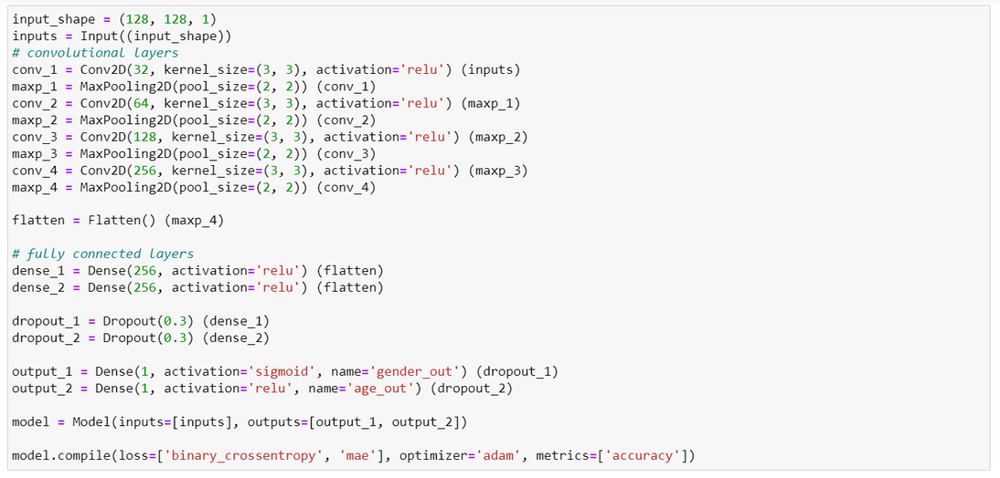 input_shape = (128, 128, 1)
inputs = Input((input_shape))
# convolutional layers
conv_1 = Conv2D(32, kernel_size=(3, 3), activation='relu') (inputs)
maxp_1 = MaxPooling2D(pool_size=(2, 2)) (conv_1)
conv_2 = Conv2D(64, kernel_size=(3, 3), activation='relu') (maxp_1)
maxp_2 = MaxPooling2D(pool_size=(2, 2)) (conv_2)
conv_3 = Conv2D(128, kernel_size=(3, 3), activation='relu') (maxp_2)
maxp_3 = MaxPooling2D(pool_size=(2, 2)) (conv_3)
conv_4 = Conv2D(256, kernel_size=(3, 3), activation='relu') (maxp_3)
maxp_4 = MaxPooling2D(pool_size=(2, 2)) (conv_4)
flatten = Flatten() (maxp_4)
# fully connected layers
dense_1 = Dense(256, activation='relu') (flatten)
dense_2 = Dense(256, activation='relu') (flatten)
dropout_1 = Dropout(0.3) (dense_1)
dropout_2 = Dropout(0.3) (dense_2)
output_1 = Dense(1, activation='sigmoid', name='gender_out') (dropout_1)
output_2 = Dense(1, activation='relu', name='age_out') (dropout_2)
model = Model(inputs=[inputs], outputs=[output_1, output_2])
model.compile(loss=['binary_crossentropy', 'mae'], optimizer='adam', metrics=['accuracy'])